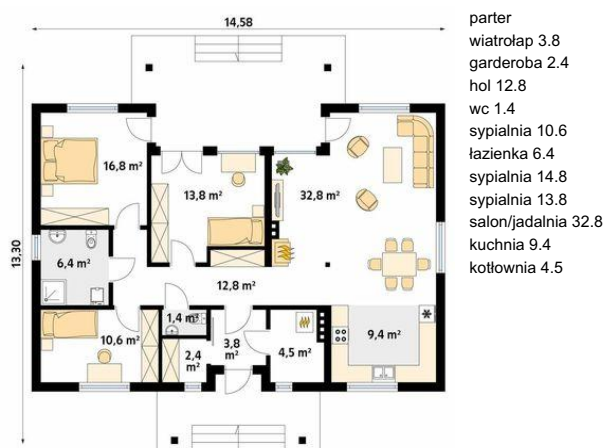 14,58
parter
wiatrołap 3.8
garderoba 2.4
hol 12.8
wc 1.4
sypialnia 10.6
łazienka 6.4
sypialnia 14.8
sypialnia 13.8
salon/jadalnia 32.8
kuchnia 9.4
kotłownia 4.5
13,30
16,8 m²
13,8 m²
32,8 m²
6,4 m²
12,8 m²
1,4 m²
10,6 m²
2,4
m²
3,8
m²
4,5 m²
9,4 m²